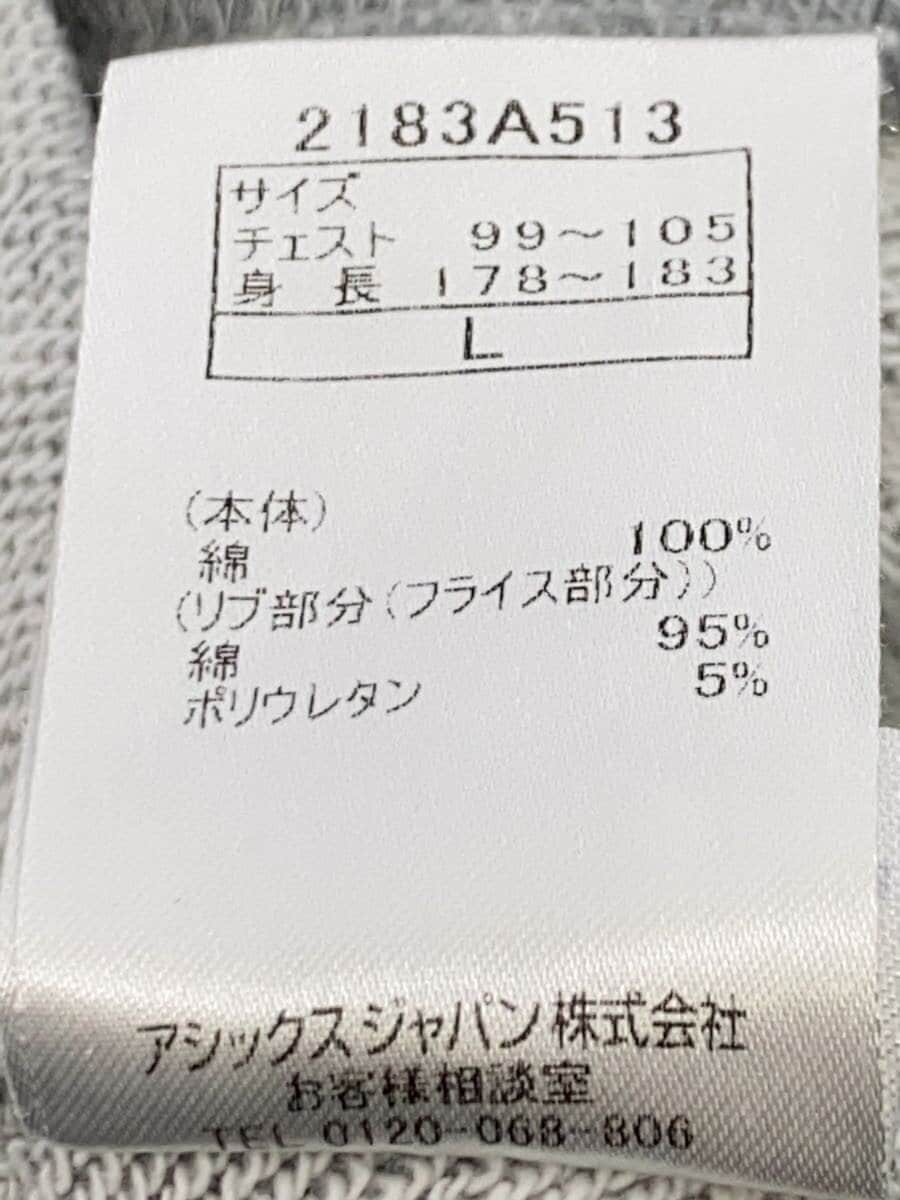 2183A513
サイズ
チェスト 99～105
身長 178～183
L
(本体)
綿 100%
(リブ部分(フライス部分))
綿 95%
ポリウレタン 5%
アシックスジャパン株式会社
お客様相談室
TEL 0120-068-806